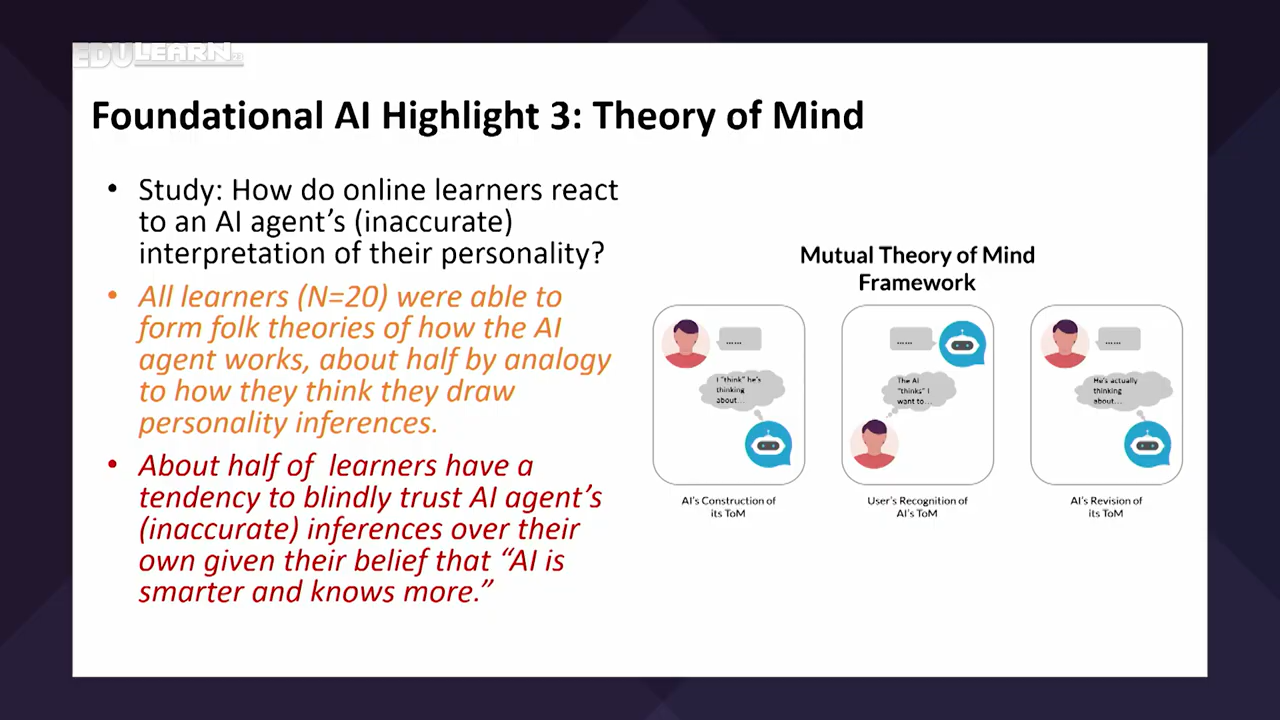 EDULEARN
Foundational AI Highlight 3: Theory of Mind
• Study: How do online learners react
to an AI agent’s (inaccurate)
interpretation of their personality?
• All learners (N=20) were able to
form folk theories of how the AI
agent works, about half by analogy
to how they think they draw
personality inferences.
• About half of learners have a
tendency to blindly trust AI agent’s
(inaccurate) inferences over their
own given their belief that “AI is
smarter and knows more.”
Mutual Theory of Mind
Framework
......
I "think" he's
thinking
about...
AI's Construction of
its ToM
......
The AI
"thinks" I
want to...
User's Recognition of
AI's ToM
......
He's actually
thinking
about...
AI's Revision of
its ToM